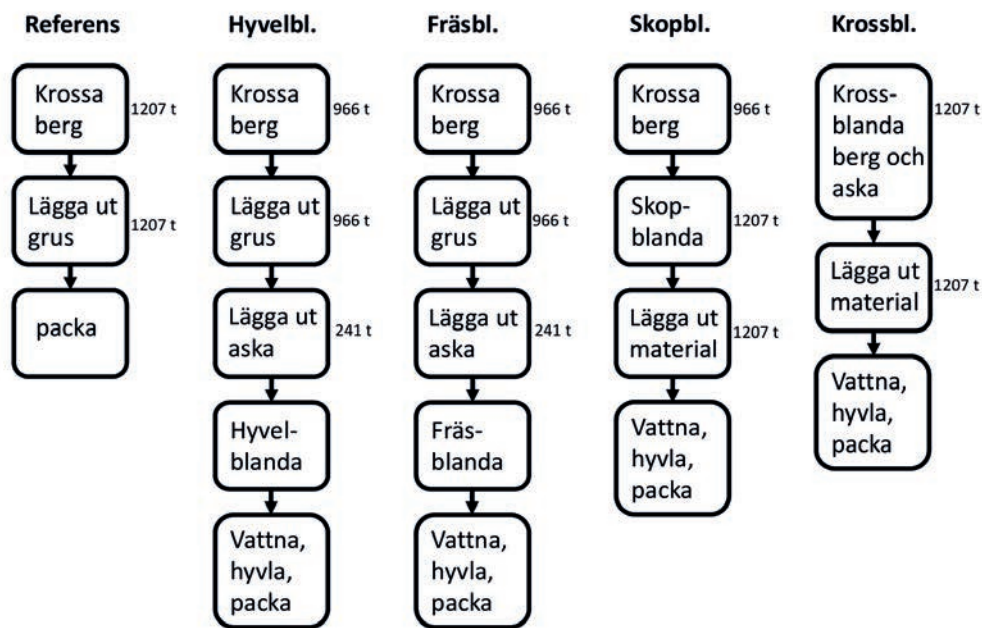 Referens
Krossa
berg
1207 t
Lägga ut
grus
1207 t
packa
Hyvelbl.
Krossa
berg
966 t
Lägga ut
grus
966 t
Lägga ut
aska
241 t
Hyvel-
blanda
Vattna,
hyvla,
packa
Fräsbl.
Krossa
berg
966 t
Lägga ut
grus
966 t
Lägga ut
aska
241 t
Fräs-
blanda
Vattna,
hyvla,
packa
Skopbl.
Krossa
berg
966 t
Skop-
blanda
1207 t
Lägga ut
material
1207 t
Vattna,
hyvla,
packa
Krossbl.
Kross-
blanda
berg och
aska
1207 t
Lägga ut
material
1207 t
Vattna,
hyvla,
packa